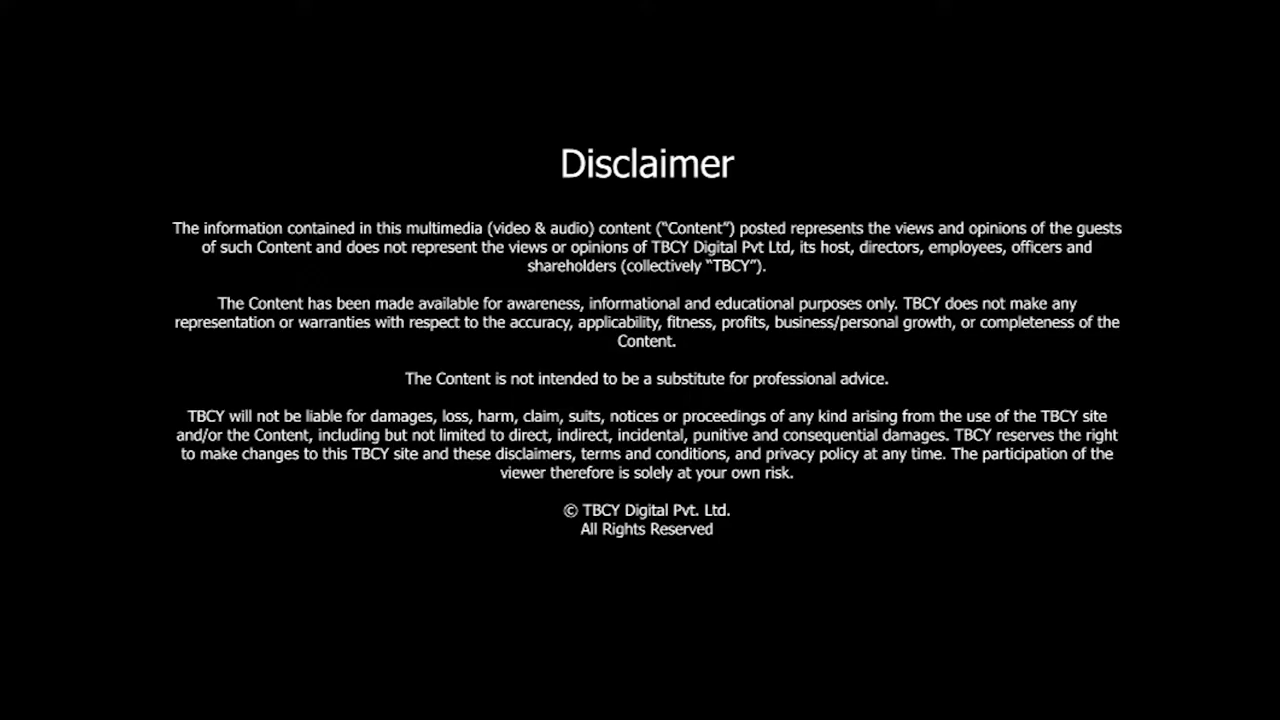 Disclaimer
The information contained in this multimedia (video & audio) content (“Content”) posted represents the views and opinions of the guests
of such Content and does not represent the views or opinions of TBCY Digital Pvt Ltd, its host, directors, employees, officers and
shareholders (collectively “TBCY”).
The Content has been made available for awareness, informational and educational purposes only. TBCY does not make any
representation or warranties with respect to the accuracy, applicability, fitness, profits, business/personal growth, or completeness of the
Content.
The Content is not intended to be a substitute for professional advice.
TBCY will not be liable for damages, loss, harm, claim, suits, notices or proceedings of any kind arising from the use of the TBCY site
and/or the Content, including but not limited to direct, indirect, incidental, punitive and consequential damages. TBCY reserves the right
to make changes to this TBCY site and these disclaimers, terms and conditions, and privacy policy at any time. The participation of the
viewer therefore is solely at your own risk.
© TBCY Digital Pvt. Ltd.
All Rights Reserved